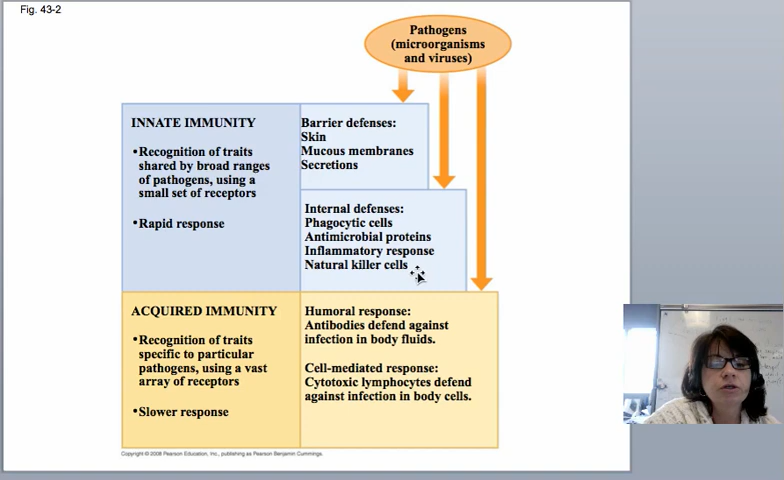 Fig. 43-2
Pathogens
(microorganisms
and viruses)
INNATE IMMUNITY
•Recognition of traits
shared by broad ranges
of pathogens, using a
small set of receptors
•Rapid response
Barrier defenses:
Skin
Mucous membranes
Secretions
Internal defenses:
Phagocytic cells
Antimicrobial proteins
Inflammatory response
Natural killer cells
ACQUIRED IMMUNITY
•Recognition of traits
specific to particular
pathogens, using a vast
array of receptors
•Slower response
Humoral response:
Antibodies defend against
infection in body fluids.
Cell-mediated response:
Cytotoxic lymphocytes defend
against infection in body cells.
Copyright © 2008 Pearson Education, Inc., publishing as Pearson Benjamin Cummings.